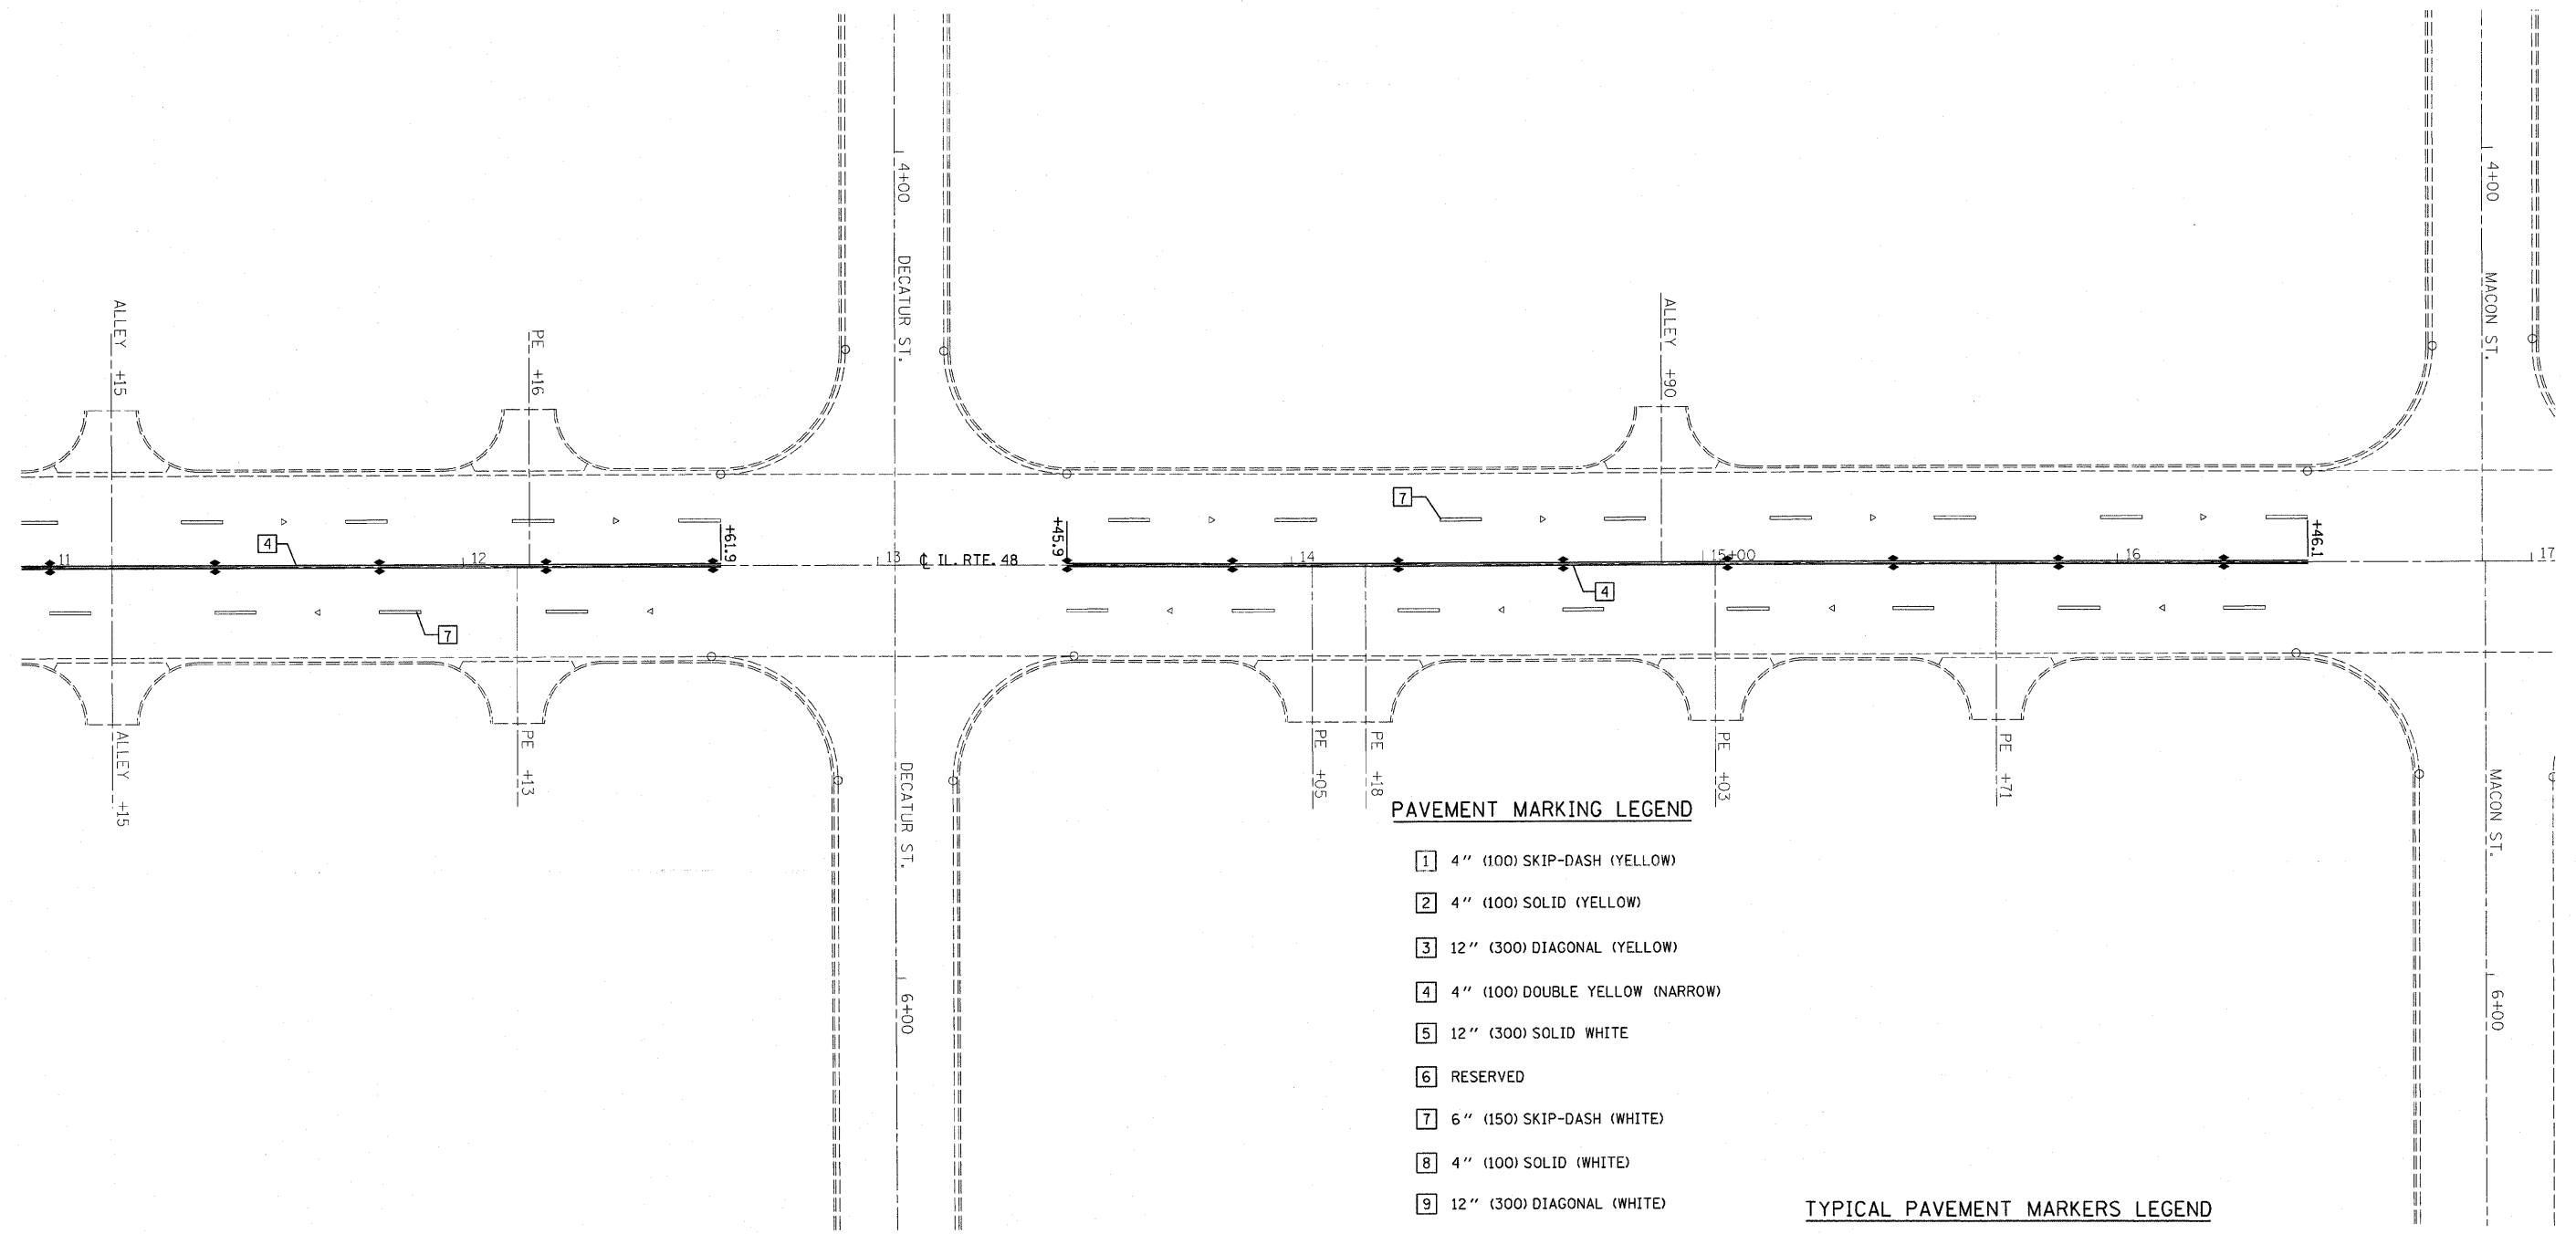 4+00
DECATUR ST.
4+00
MACON ST.
ALLEY +15
PE +16
ALLEY +90
7
4
+61.9
+45.9
+46.1
11
12
13
℄ IL. RTE. 48
14
15+00
16
17
4
7
ALLEY +15
PE +13
DECATUR ST.
6+00
PE +05
PE +18
PE +03
PE +71
MACON ST.
6+00
PAVEMENT MARKING LEGEND
1 4" (100) SKIP-DASH (YELLOW)
2 4" (100) SOLID (YELLOW)
3 12" (300) DIAGONAL (YELLOW)
4 4" (100) DOUBLE YELLOW (NARROW)
5 12" (300) SOLID WHITE
6 RESERVED
7 6" (150) SKIP-DASH (WHITE)
8 4" (100) SOLID (WHITE)
9 12" (300) DIAGONAL (WHITE)
TYPICAL PAVEMENT MARKERS LEGEND